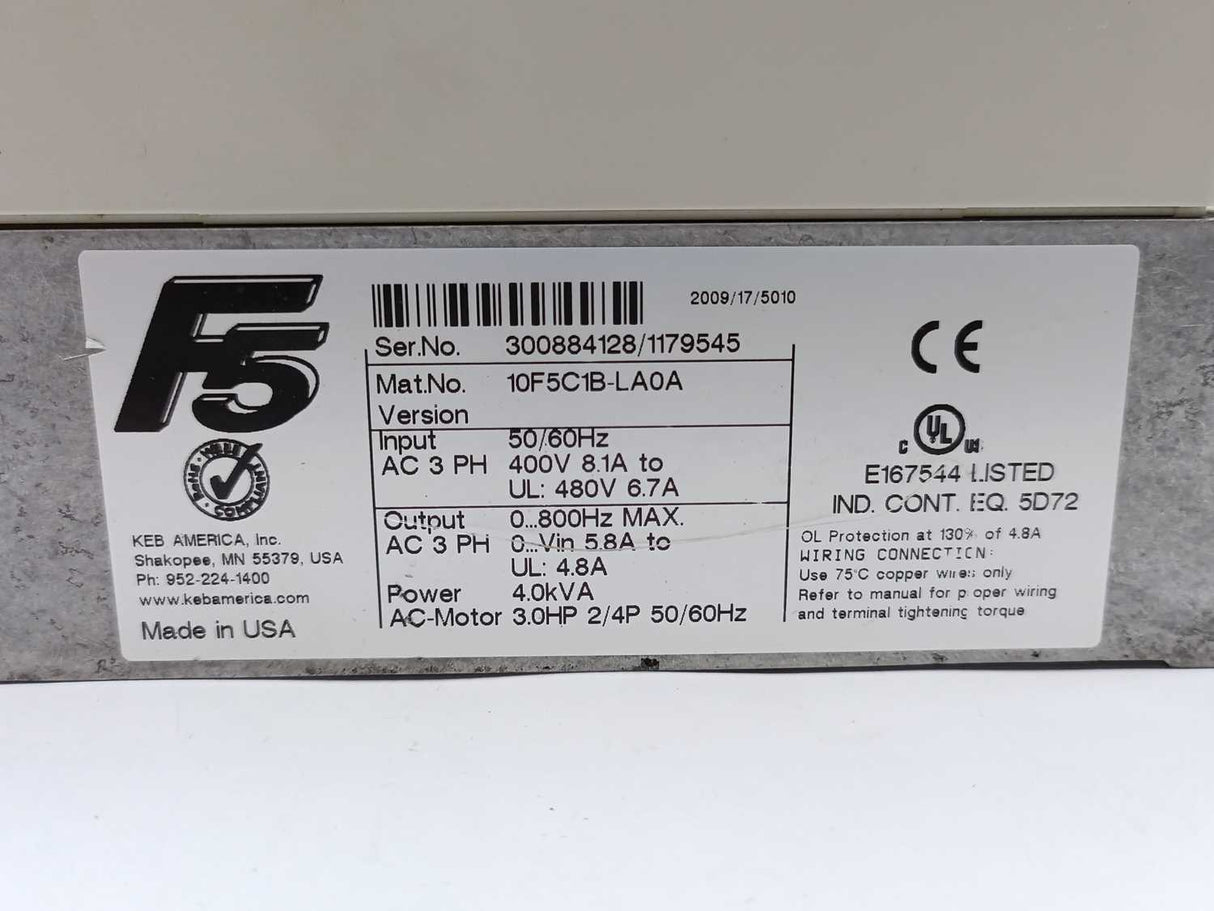 F5
2009/17/5010
Ser.No. 300884128/1179545
Mat.No. 10F5C1B-LA0A
Version
Input 50/60Hz
AC 3 PH 400V 8.1A to
UL: 480V 6.7A
Output 0...800Hz MAX.
AC 3 PH 0...Vin 5.8A to
UL: 4.8A
Power 4.0kVA
AC-Motor 3.0HP 2/4P 50/60Hz
RoHS · WEEE COMPLIANT
KEB AMERICA, Inc.
Shakopee, MN 55379, USA
Ph: 952-224-1400
www.kebamerica.com
Made in USA
CE
C UL US
E167544 LISTED
IND. CONT. EQ. 5D72
OL Protection at 130% of 4.8A
WIRING CONNECTION:
Use 75°C copper wires only
Refer to manual for proper wiring
and terminal tightening torque